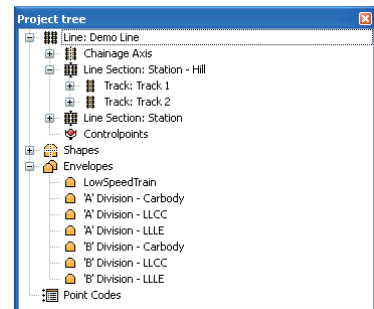 Project tree
Line: Demo Line
Chainage Axis
Line Section: Station - Hill
Track: Track 1
Track: Track 2
Line Section: Station
Controlpoints
Shapes
Envelopes
LowSpeedTrain
'A' Division - Carbody
'A' Division - LLCC
'A' Division - LLLE
'B' Division - Carbody
'B' Division - LLCC
'B' Division - LLLE
Point Codes